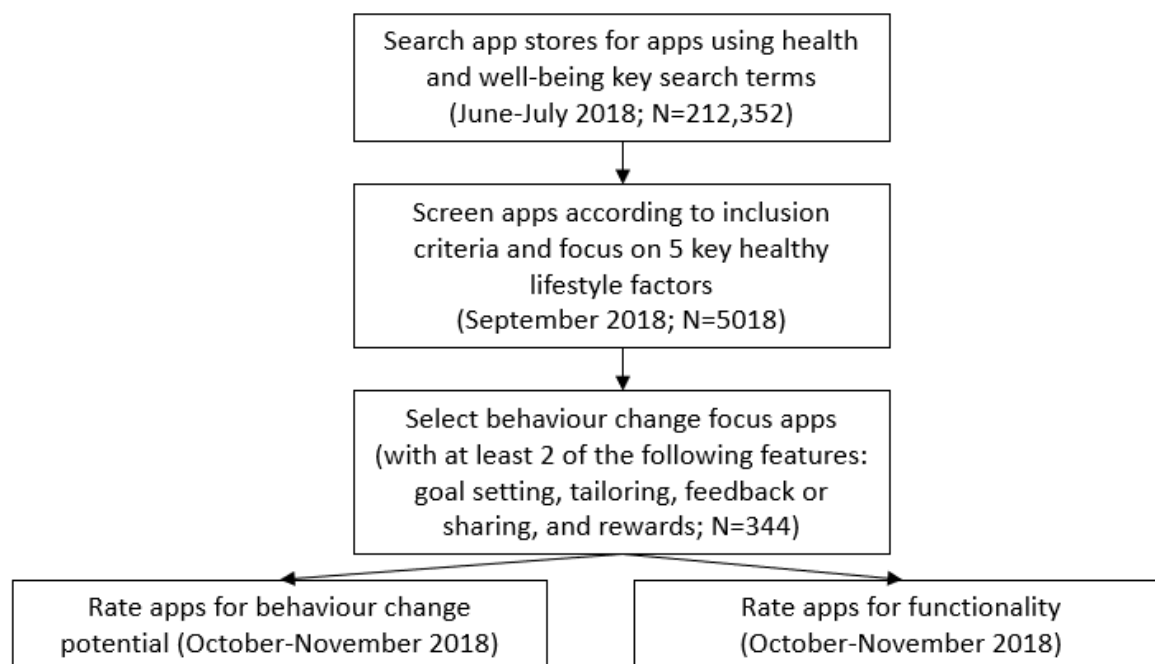 Search app stores for apps using health
and well-being key search terms
(June-July 2018; N=212,352)
Screen apps according to inclusion
criteria and focus on 5 key healthy
lifestyle factors
(September 2018; N=5018)
Select behaviour change focus apps
(with at least 2 of the following features:
goal setting, tailoring, feedback or
sharing, and rewards; N=344)
Rate apps for behaviour change
potential (October-November 2018)
Rate apps for functionality
(October-November 2018)